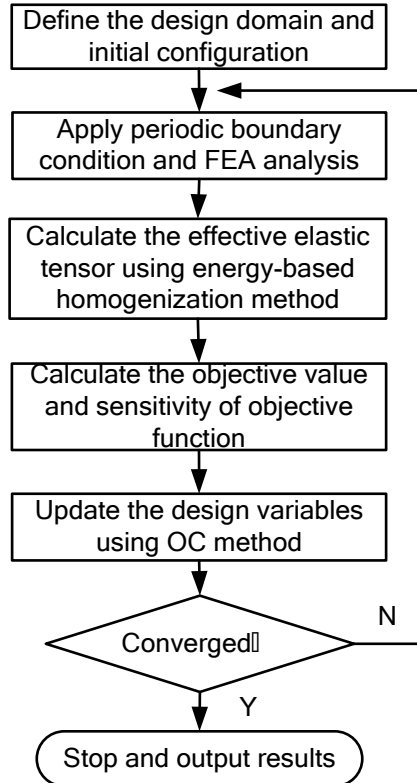 Define the design domain and
initial configuration
Apply periodic boundary
condition and FEA analysis
Calculate the effective elastic
tensor using energy-based
homogenization method
Calculate the objective value
and sensitivity of objective
function
Update the design variables
using OC method
Converged
N
Y
Stop and output results